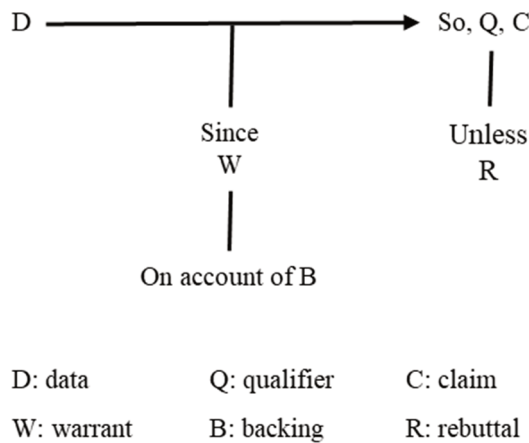 D So, Q, C
Since Unless
W R
On account of B
D: data Q: qualifier C: claim
W: warrant B: backing R: rebuttal